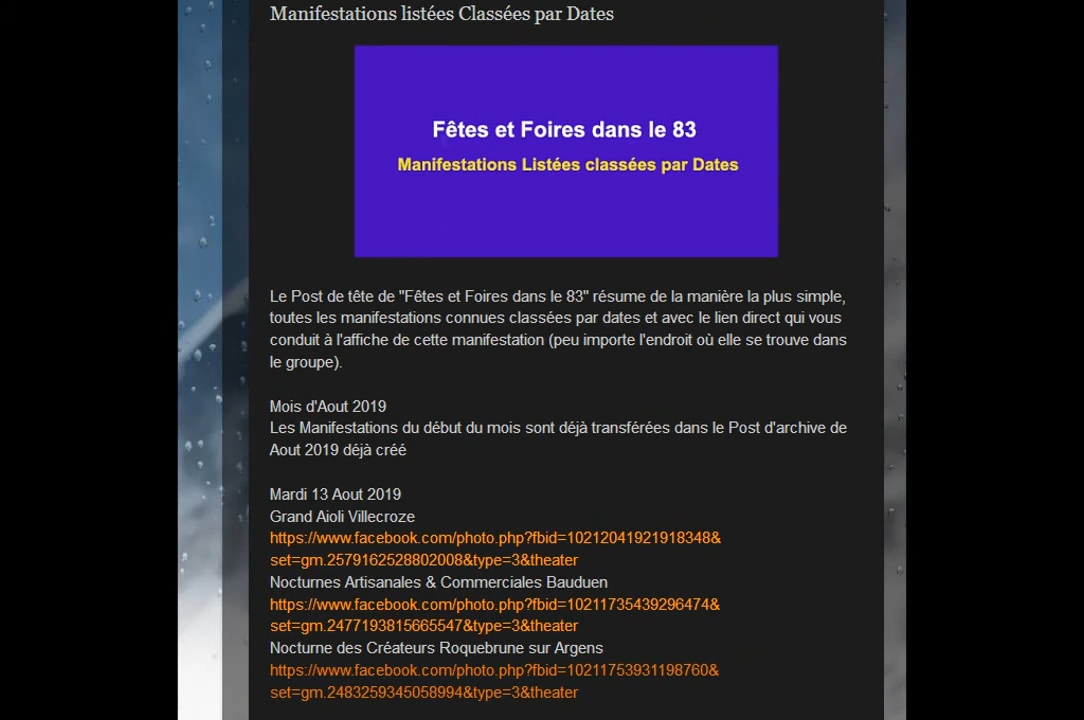 Manifestations listées Classées par Dates
Fêtes et Foires dans le 83
Manifestations Listées classées par Dates
Le Post de tête de "Fêtes et Foires dans le 83" résume de la manière la plus simple,
toutes les manifestations connues classées par dates et avec le lien direct qui vous
conduit à l'affiche de cette manifestation (peu importe l'endroit où elle se trouve dans
le groupe).
Mois d'Aout 2019
Les Manifestations du début du mois sont déjà transférées dans le Post d'archive de
Aout 2019 déjà créé
Mardi 13 Aout 2019
Grand Aioli Villecroze
https://www.facebook.com/photo.php?fbid=10212041921918348&
set=gm.2579162528802008&type=3&theater
Nocturnes Artisanales & Commerciales Bauduen
https://www.facebook.com/photo.php?fbid=10211735439296474&
set=gm.2477193815665547&type=3&theater
Nocturne des Créateurs Roquebrune sur Argens
https://www.facebook.com/photo.php?fbid=10211753931198760&
set=gm.2483259345058994&type=3&theater